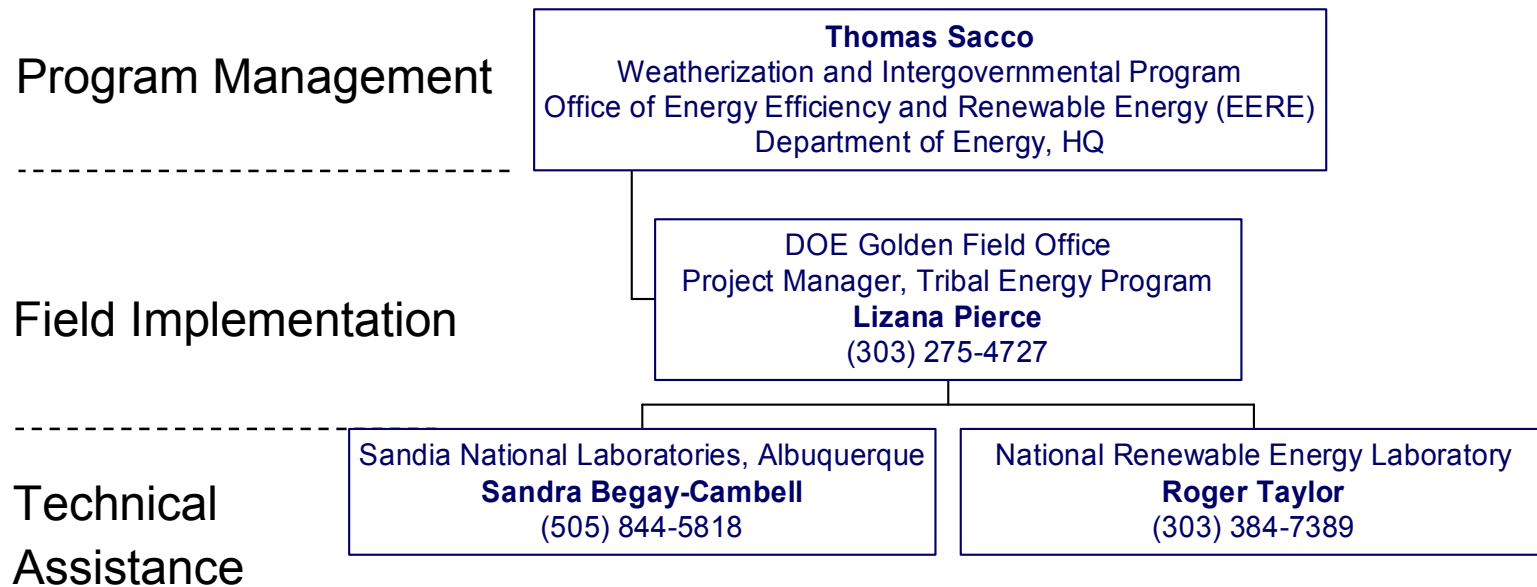 Program Management
Thomas Sacco
Weatherization and Intergovernmental Program
Office of Energy Efficiency and Renewable Energy (EERE)
Department of Energy, HQ
Field Implementation
DOE Golden Field Office
Project Manager, Tribal Energy Program
Lizana Pierce
(303) 275-4727
Technical
Assistance
Sandia National Laboratories, Albuquerque
Sandra Begay-Cambell
(505) 844-5818
National Renewable Energy Laboratory
Roger Taylor
(303) 384-7389